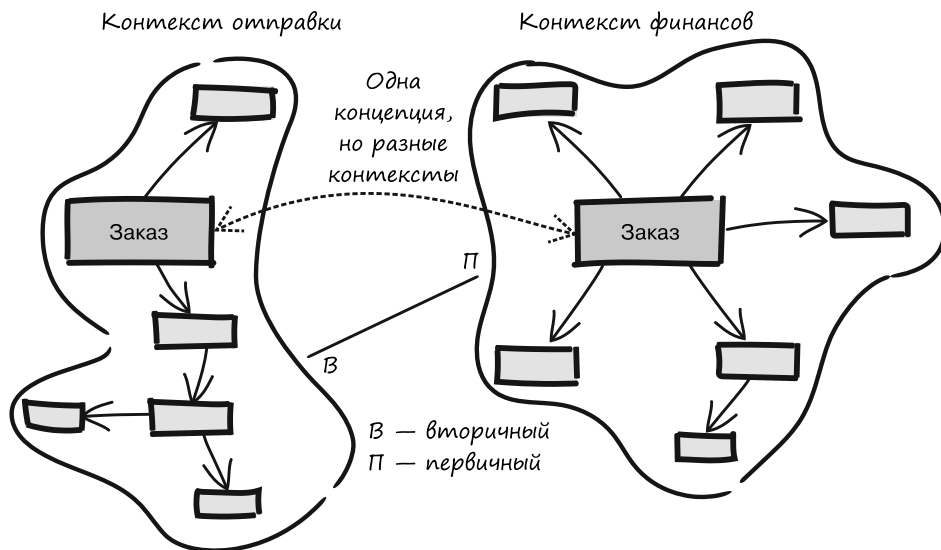 Контекст отправки
Контекст финансов
Одна
концепция,
но разные
контексты
Заказ
Заказ
П
В
В — вторичный
П — первичный